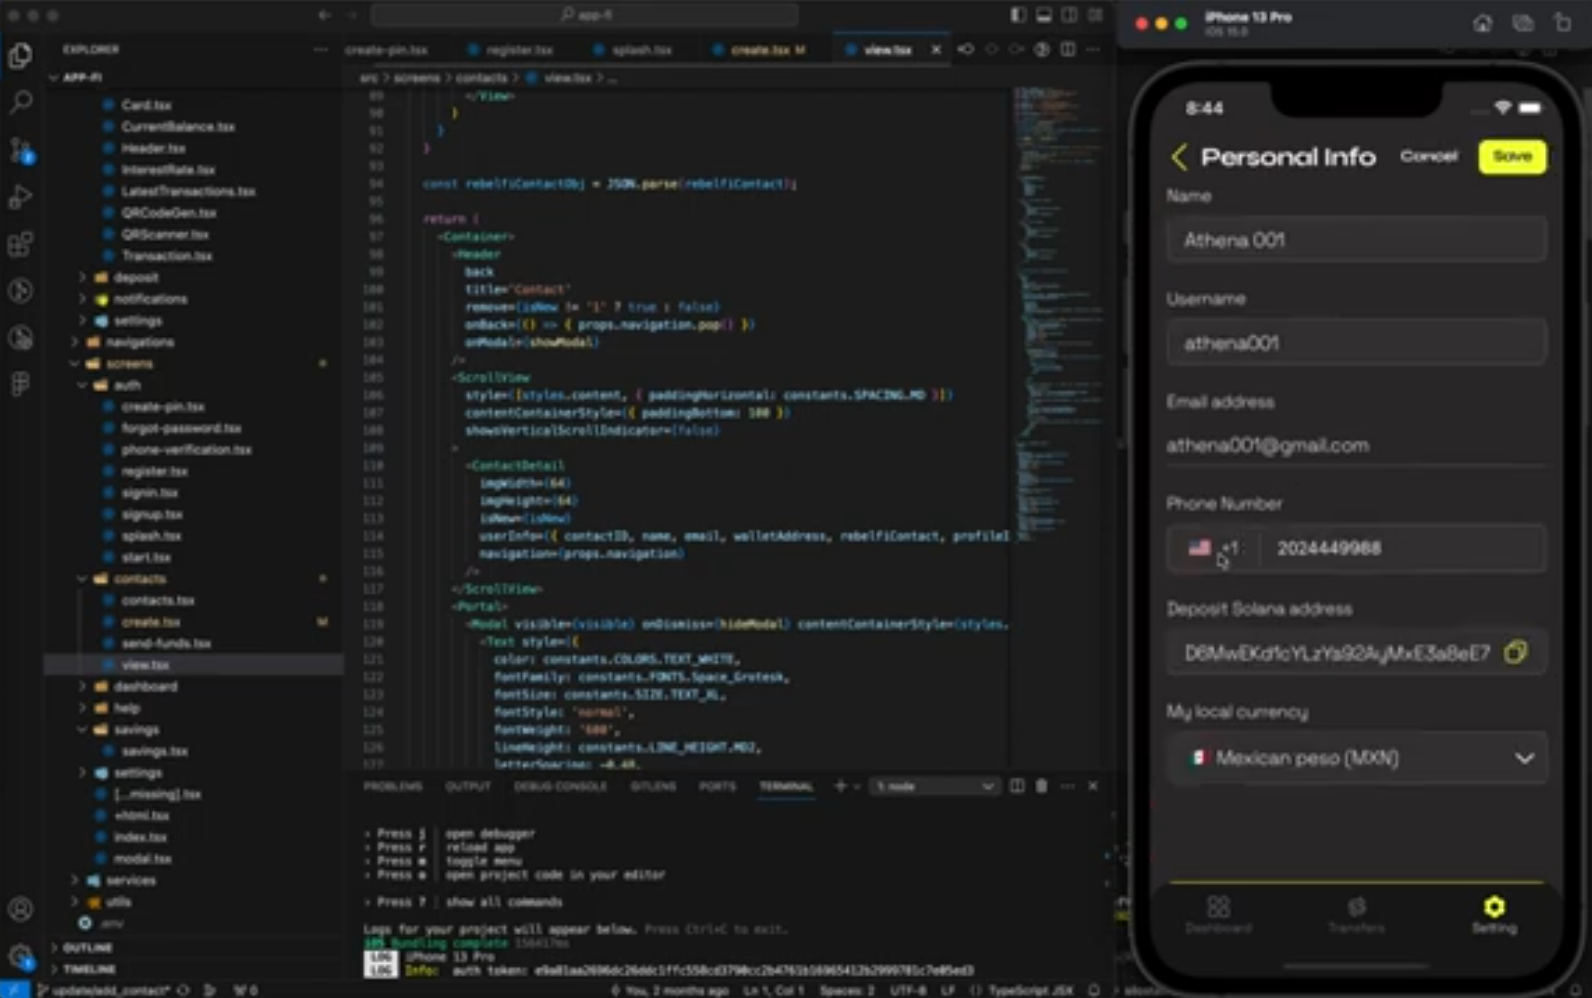 app-fi
iPhone 13 Pro
iOS 15.0
EXPLORER
APP-FI
Card.tsx
CurrentBalance.tsx
Header.tsx
InterestRate.tsx
LatestTransactions.tsx
QRCodeGen.tsx
QRScanner.tsx
Transaction.tsx
deposit
notifications
settings
navigations
screens
auth
create-pin.tsx
forgot-password.tsx
phone-verification.tsx
register.tsx
signin.tsx
signup.tsx
splash.tsx
start.tsx
contacts
contacts.tsx
create.tsx M
send-funds.tsx
view.tsx
dashboard
help
savings
savings.tsx
settings
[...missing].tsx
+html.tsx
index.tsx
modal.tsx
services
utils
.env
OUTLINE
TIMELINE
create-pin.tsx register.tsx splash.tsx create.tsx M view.tsx
src > screens > contacts > view.tsx > ...
89 </View>
90 )
91 }
92 }
93
94 const rebelfiContactObj = JSON.parse(rebelfiContact);
95
96 return (
97 <Container>
98 <Header
99 back
100 title='Contact'
101 remove={isNew != '1' ? true : false}
102 onBack={() => { props.navigation.pop() }}
103 onModal={showModal}
104 />
105 <ScrollView
106 style={[styles.content, { paddingHorizontal: constants.SPACING.MD }]}
107 contentContainerStyle={{ paddingBottom: 100 }}
108 showsVerticalScrollIndicator={false}
109 >
110 <ContactDetail
111 imgWidth={64}
112 imgHeight={64}
113 isNew={isNew}
114 userInfo={{ contactID, name, email, walletAddress, rebelfiContact, profileI
115 navigation={props.navigation}
116 />
117 </ScrollView>
118 <Portal>
119 <Modal visible={visible} onDismiss={hideModal} contentContainerStyle={styles.
120 <Text style={{
121 color: constants.COLORS.TEXT_WHITE,
122 fontFamily: constants.FONTS.Space_Grotesk,
123 fontSize: constants.SIZE.TEXT_XL,
124 fontStyle: 'normal',
125 fontWeight: '600',
126 lineHeight: constants.LINE_HEIGHT.MD2,
127 letterSpacing: -0.48,
PROBLEMS OUTPUT DEBUG CONSOLE GITLENS PORTS TERMINAL 1: node
› Press j | open debugger
› Press r | reload app
› Press m | toggle menu
› Press o | open project code in your editor
› Press ? | show all commands
Logs for your project will appear below. Press Ctrl+C to exit.
iOS Bundling complete
LOG iPhone 13 Pro
LOG Info: auth token:
update/add_contact* You, 2 months ago Ln 1, Col 1 Spaces: 2 UTF-8 LF {} TypeScript JSX
8:44
Personal Info Cancel Save
Name
Athena 001
Username
athena001
Email address
athena001@gmail.com
Phone Number
+1 2024449988
Deposit Solana address
D6MwEKd1cYLzYa92AyMxE3a8eE7
My local currency
Mexican peso (MXN)
Dashboard Transfers Setting